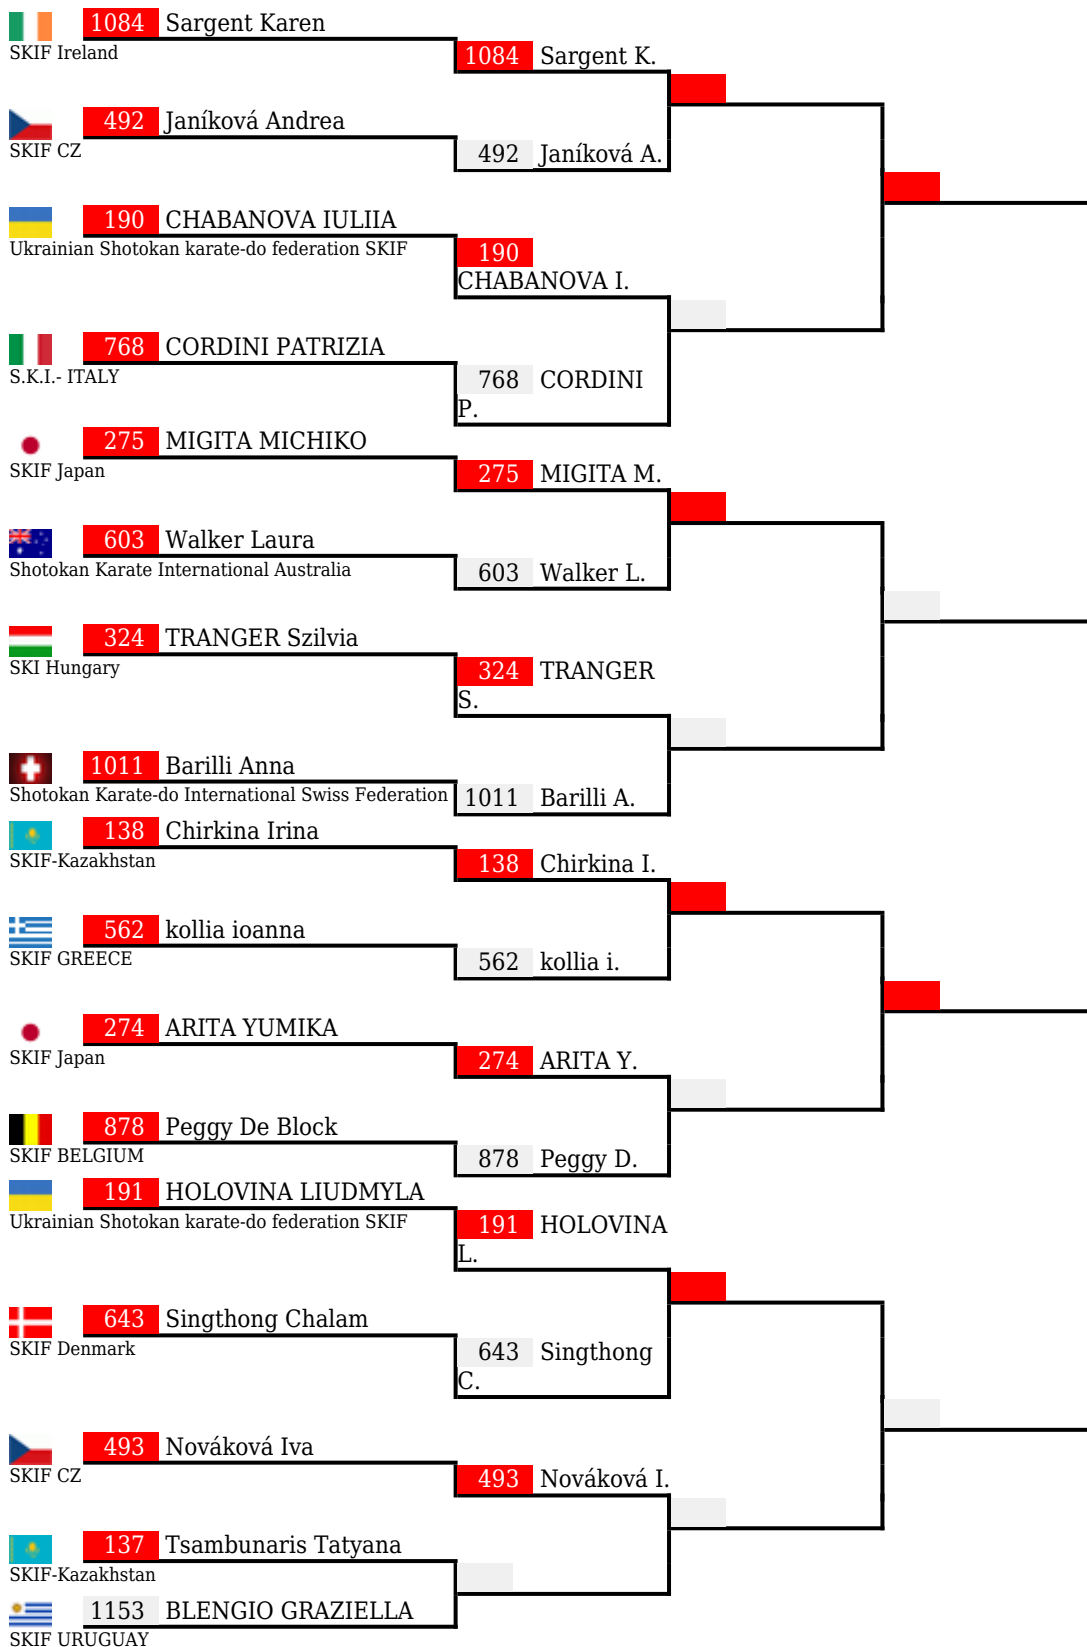 1084 Sargent Karen
SKIF Ireland
1084 Sargent K.
492 Janíková Andrea
SKIF CZ
492 Janíková A.
190 CHABANOVA IULIIA
Ukrainian Shotokan karate-do federation SKIF
190
CHABANOVA I.
768 CORDINI PATRIZIA
S.K.I.- ITALY
768 CORDINI
P.
275 MIGITA MICHIKO
SKIF Japan
275 MIGITA M.
603 Walker Laura
Shotokan Karate International Australia
603 Walker L.
324 TRANGER Szilvia
SKI Hungary
324 TRANGER
S.
1011 Barilli Anna
Shotokan Karate-do International Swiss Federation
1011 Barilli A.
138 Chirkina Irina
SKIF-Kazakhstan
138 Chirkina I.
562 kollia ioanna
SKIF GREECE
562 kollia i.
274 ARITA YUMIKA
SKIF Japan
274 ARITA Y.
878 Peggy De Block
SKIF BELGIUM
878 Peggy D.
191 HOLOVINA LIUDMYLA
Ukrainian Shotokan karate-do federation SKIF
191 HOLOVINA
L.
643 Singthong Chalam
SKIF Denmark
643 Singthong
C.
493 Nováková Iva
SKIF CZ
493 Nováková I.
137 Tsambunaris Tatyana
SKIF-Kazakhstan
1153 BLENGIO GRAZIELLA
SKIF URUGUAY